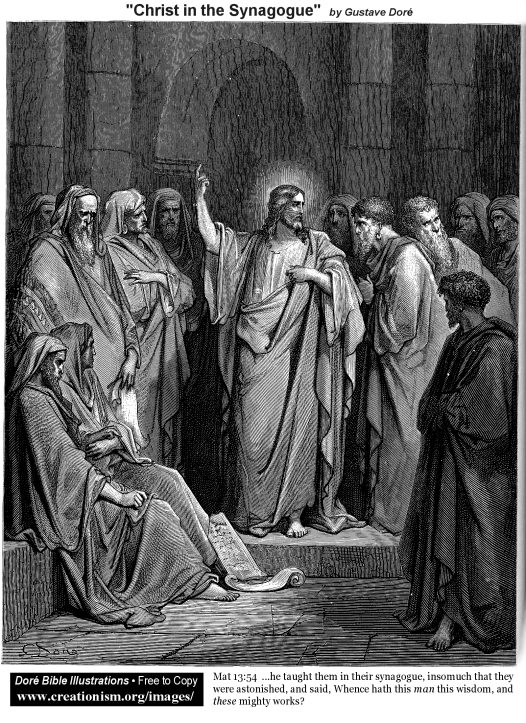 "Christ in the Synagogue" by Gustave Doré
G. Doré
Doré Bible Illustrations • Free to Copy
www.creationism.org/images/
Mat 13:54 ...he taught them in their synagogue, insomuch that they
were astonished, and said, Whence hath this man this wisdom, and
these mighty works?